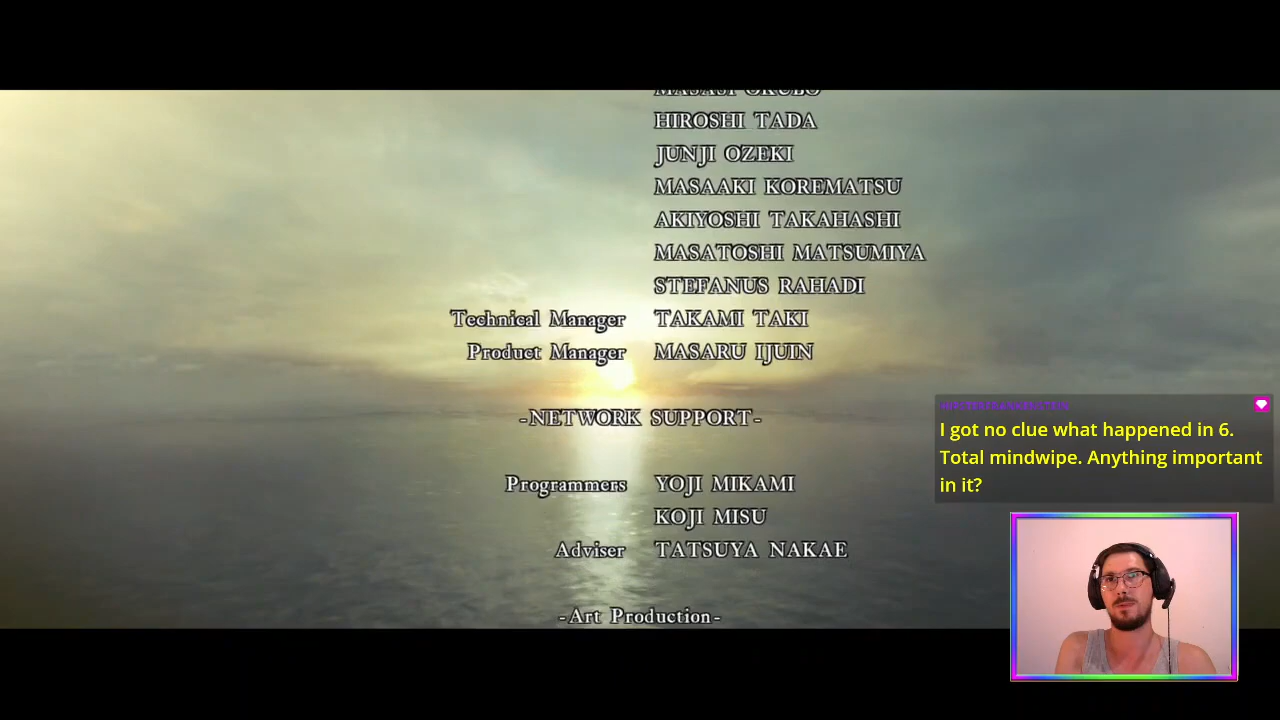 MASASI OKUBO
HIROSHI TADA
JUNJI OZEKI
MASAAKI KOREMATSU
AKIYOSHI TAKAHASHI
MASATOSHI MATSUMIYA
STEFANUS RAHADI
Technical Manager TAKAMI TAKI
Product Manager MASARU IJUIN
-NETWORK SUPPORT-
Programmers YOJI MIKAMI
KOJI MISU
Adviser TATSUYA NAKAE
-Art Production-
I got no clue what happened in 6.
Total mindwipe. Anything important
in it?